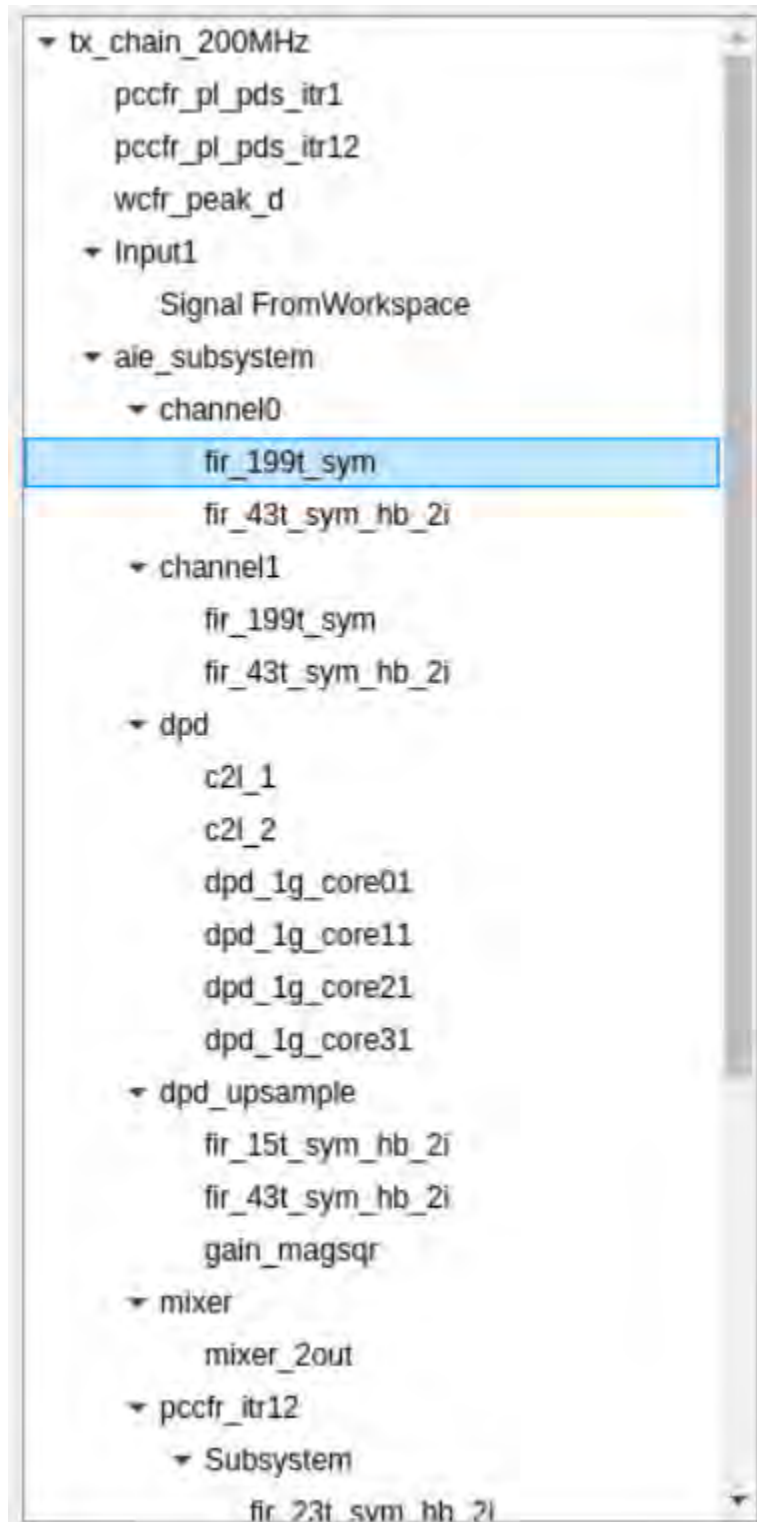 tx_chain_200MHz
pccfr_pl_pds_itr1
pccfr_pl_pds_itr12
wcfr_peak_d
Input1
Signal FromWorkspace
aie_subsystem
channel0
fir_199t_sym
fir_43t_sym_hb_2i
channel1
fir_199t_sym
fir_43t_sym_hb_2i
dpd
c2l_1
c2l_2
dpd_1g_core01
dpd_1g_core11
dpd_1g_core21
dpd_1g_core31
dpd_upsample
fir_15t_sym_hb_2i
fir_43t_sym_hb_2i
gain_magsqr
mixer
mixer_2out
pccfr_itr12
Subsystem
fir_23t_sym_hb_2i